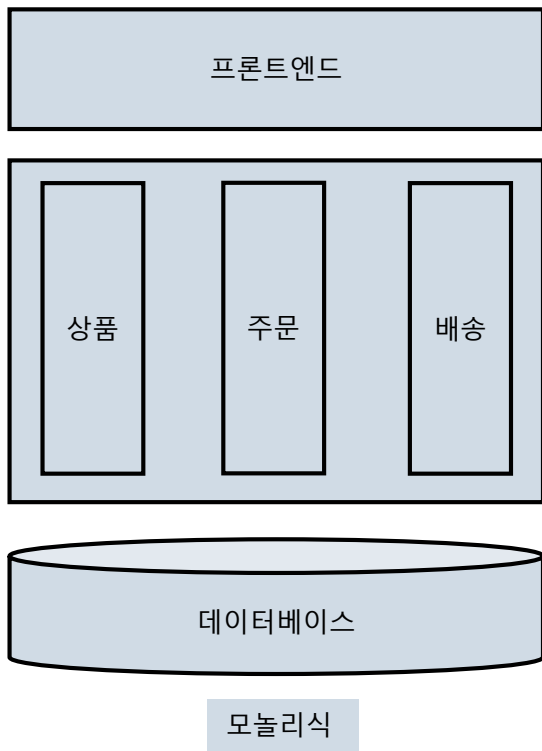 프론트엔드
상품
주문
배송
데이터베이스
모놀리식